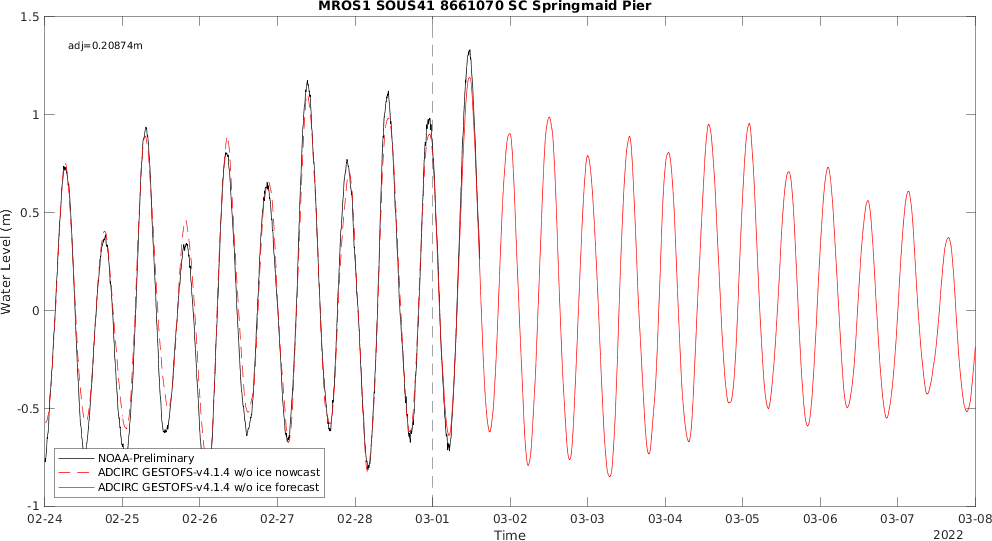 MROS1 SOUS41 8661070 SC Springmaid Pier
adj=0.20874m
Water Level (m)
1.5
1
0.5
0
-0.5
-1
NOAA-Preliminary
ADCIRC GESTOFS-v4.1.4 w/o ice nowcast
ADCIRC GESTOFS-v4.1.4 w/o ice forecast
02-24 02-25 02-26 02-27 02-28 03-01 03-02 03-03 03-04 03-05 03-06 03-07 03-08
Time
2022